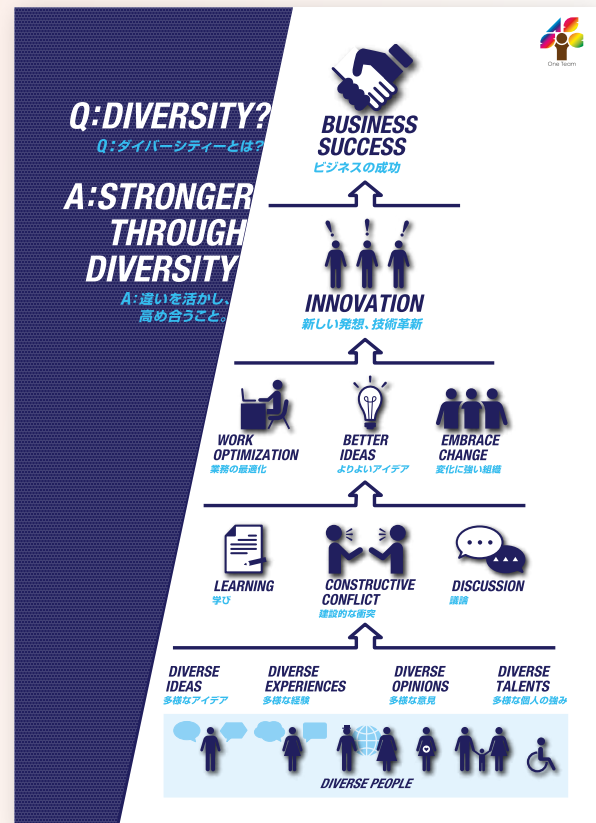 Q:DIVERSITY?
Q:ダイバーシティーとは?
A:STRONGER
THROUGH
DIVERSITY
A:違いを活かし、
高め合うこと。
One Team
BUSINESS
SUCCESS
ビジネスの成功
INNOVATION
新しい発想、技術革新
WORK
OPTIMIZATION
業務の最適化
BETTER
IDEAS
よりよいアイデア
EMBRACE
CHANGE
変化に強い組織
LEARNING
学び
CONSTRUCTIVE
CONFLICT
建設的な衝突
DISCUSSION
議論
DIVERSE
IDEAS
多様なアイデア
DIVERSE
EXPERIENCES
多様な経験
DIVERSE
OPINIONS
多様な意見
DIVERSE
TALENTS
多様な個人の強み
DIVERSE PEOPLE